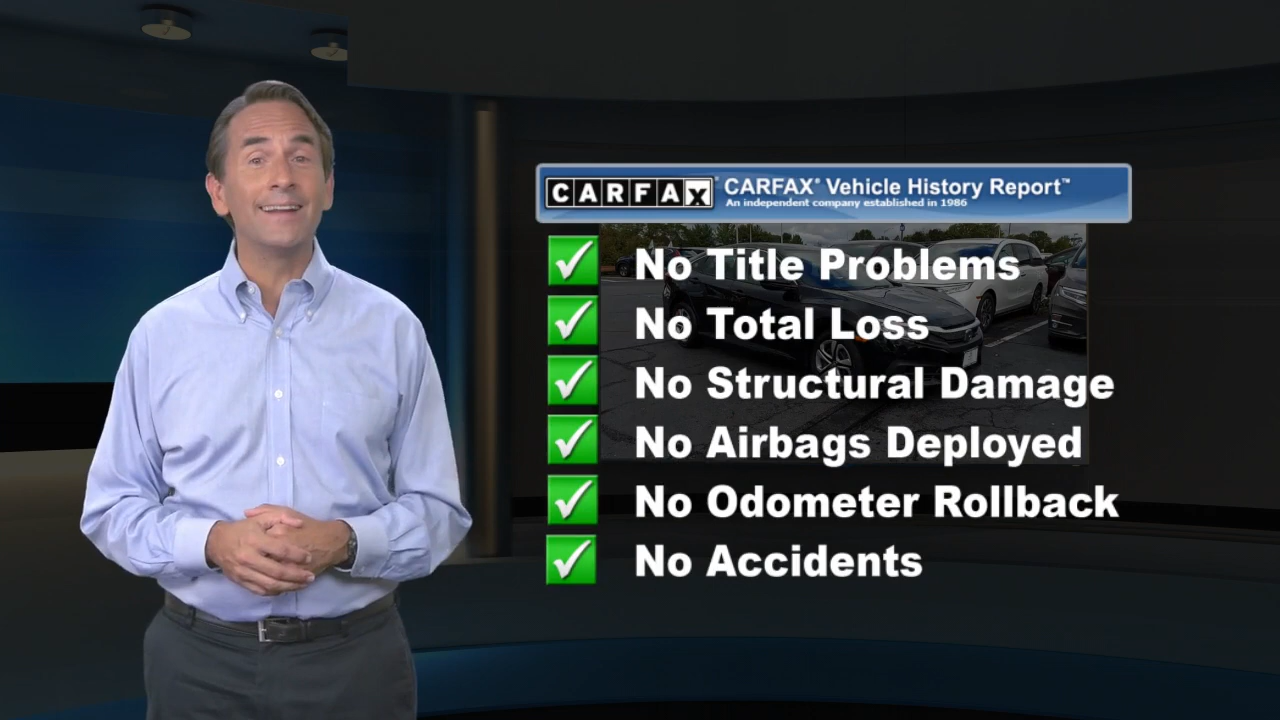 CARFAX® CARFAX® Vehicle History Report™
An independent company established in 1986
No Title Problems
No Total Loss
No Structural Damage
No Airbags Deployed
No Odometer Rollback
No Accidents